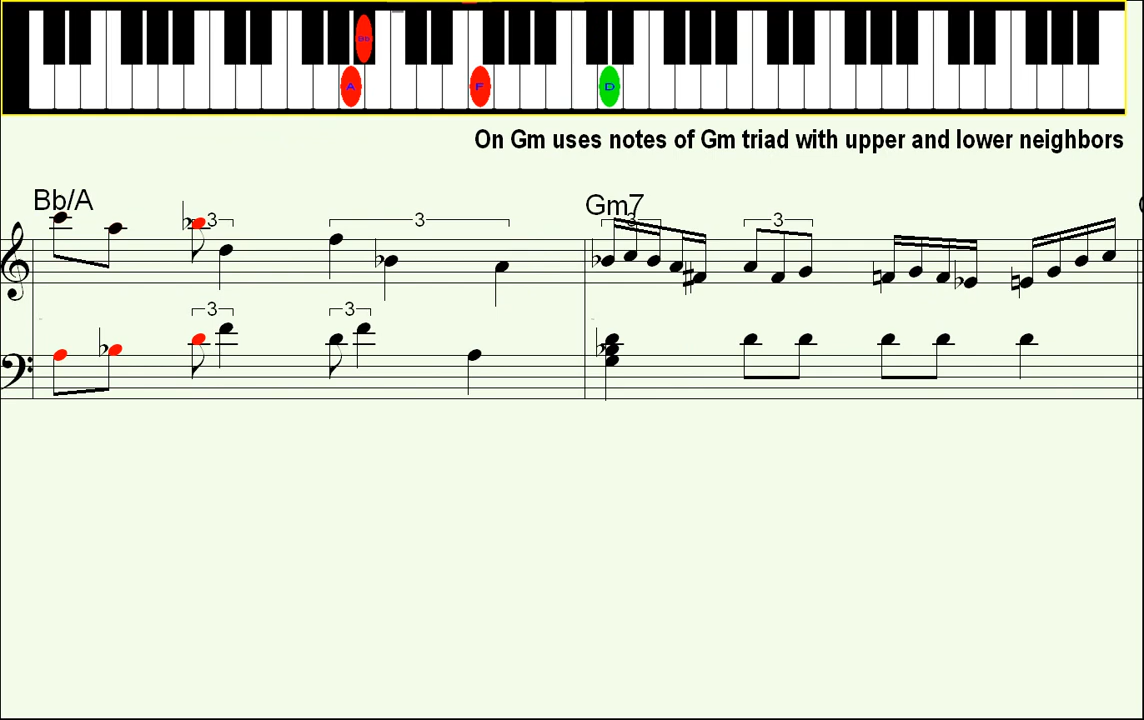 Bb
A F D
On Gm uses notes of Gm triad with upper and lower neighbors
Bb/A Gm7
3 3 3 3
3 3